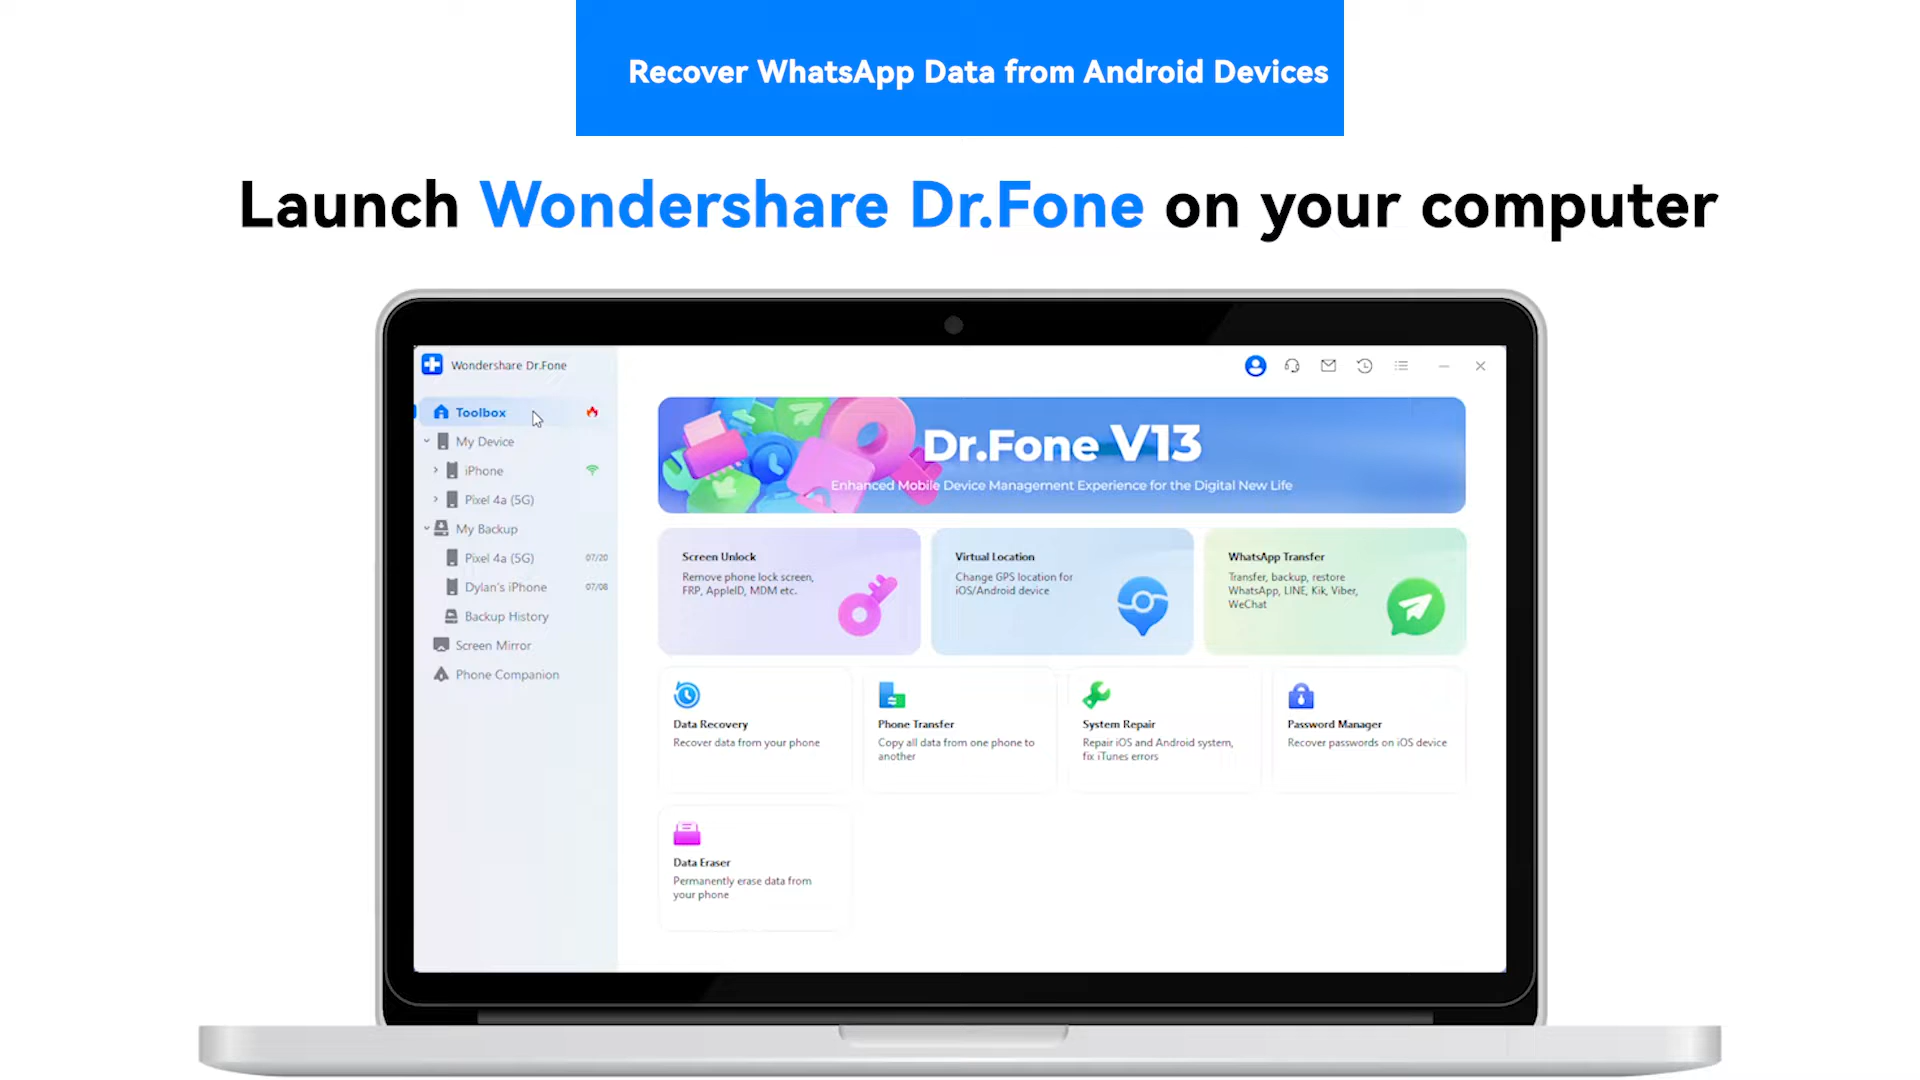 Recover WhatsApp Data from Android Devices
Launch Wondershare Dr.Fone on your computer
Wondershare Dr.Fone
Toolbox
My Device
iPhone
Pixel 4a (5G)
My Backup
Pixel 4a (5G) 07/20
Dylan's iPhone 07/08
Backup History
Screen Mirror
Phone Companion
Dr.Fone V13
Enhanced Mobile Device Management Experience for the Digital New Life
Screen Unlock
Remove phone lock screen,
FRP, AppleID, MDM etc.
Virtual Location
Change GPS location for
iOS/Android device
WhatsApp Transfer
Transfer, backup, restore
WhatsApp, LINE, Kik, Viber,
WeChat
Data Recovery
Recover data from your phone
Phone Transfer
Copy all data from one phone to
another
System Repair
Repair iOS and Android system,
fix iTunes errors
Password Manager
Recover passwords on iOS device
Data Eraser
Permanently erase data from
your phone